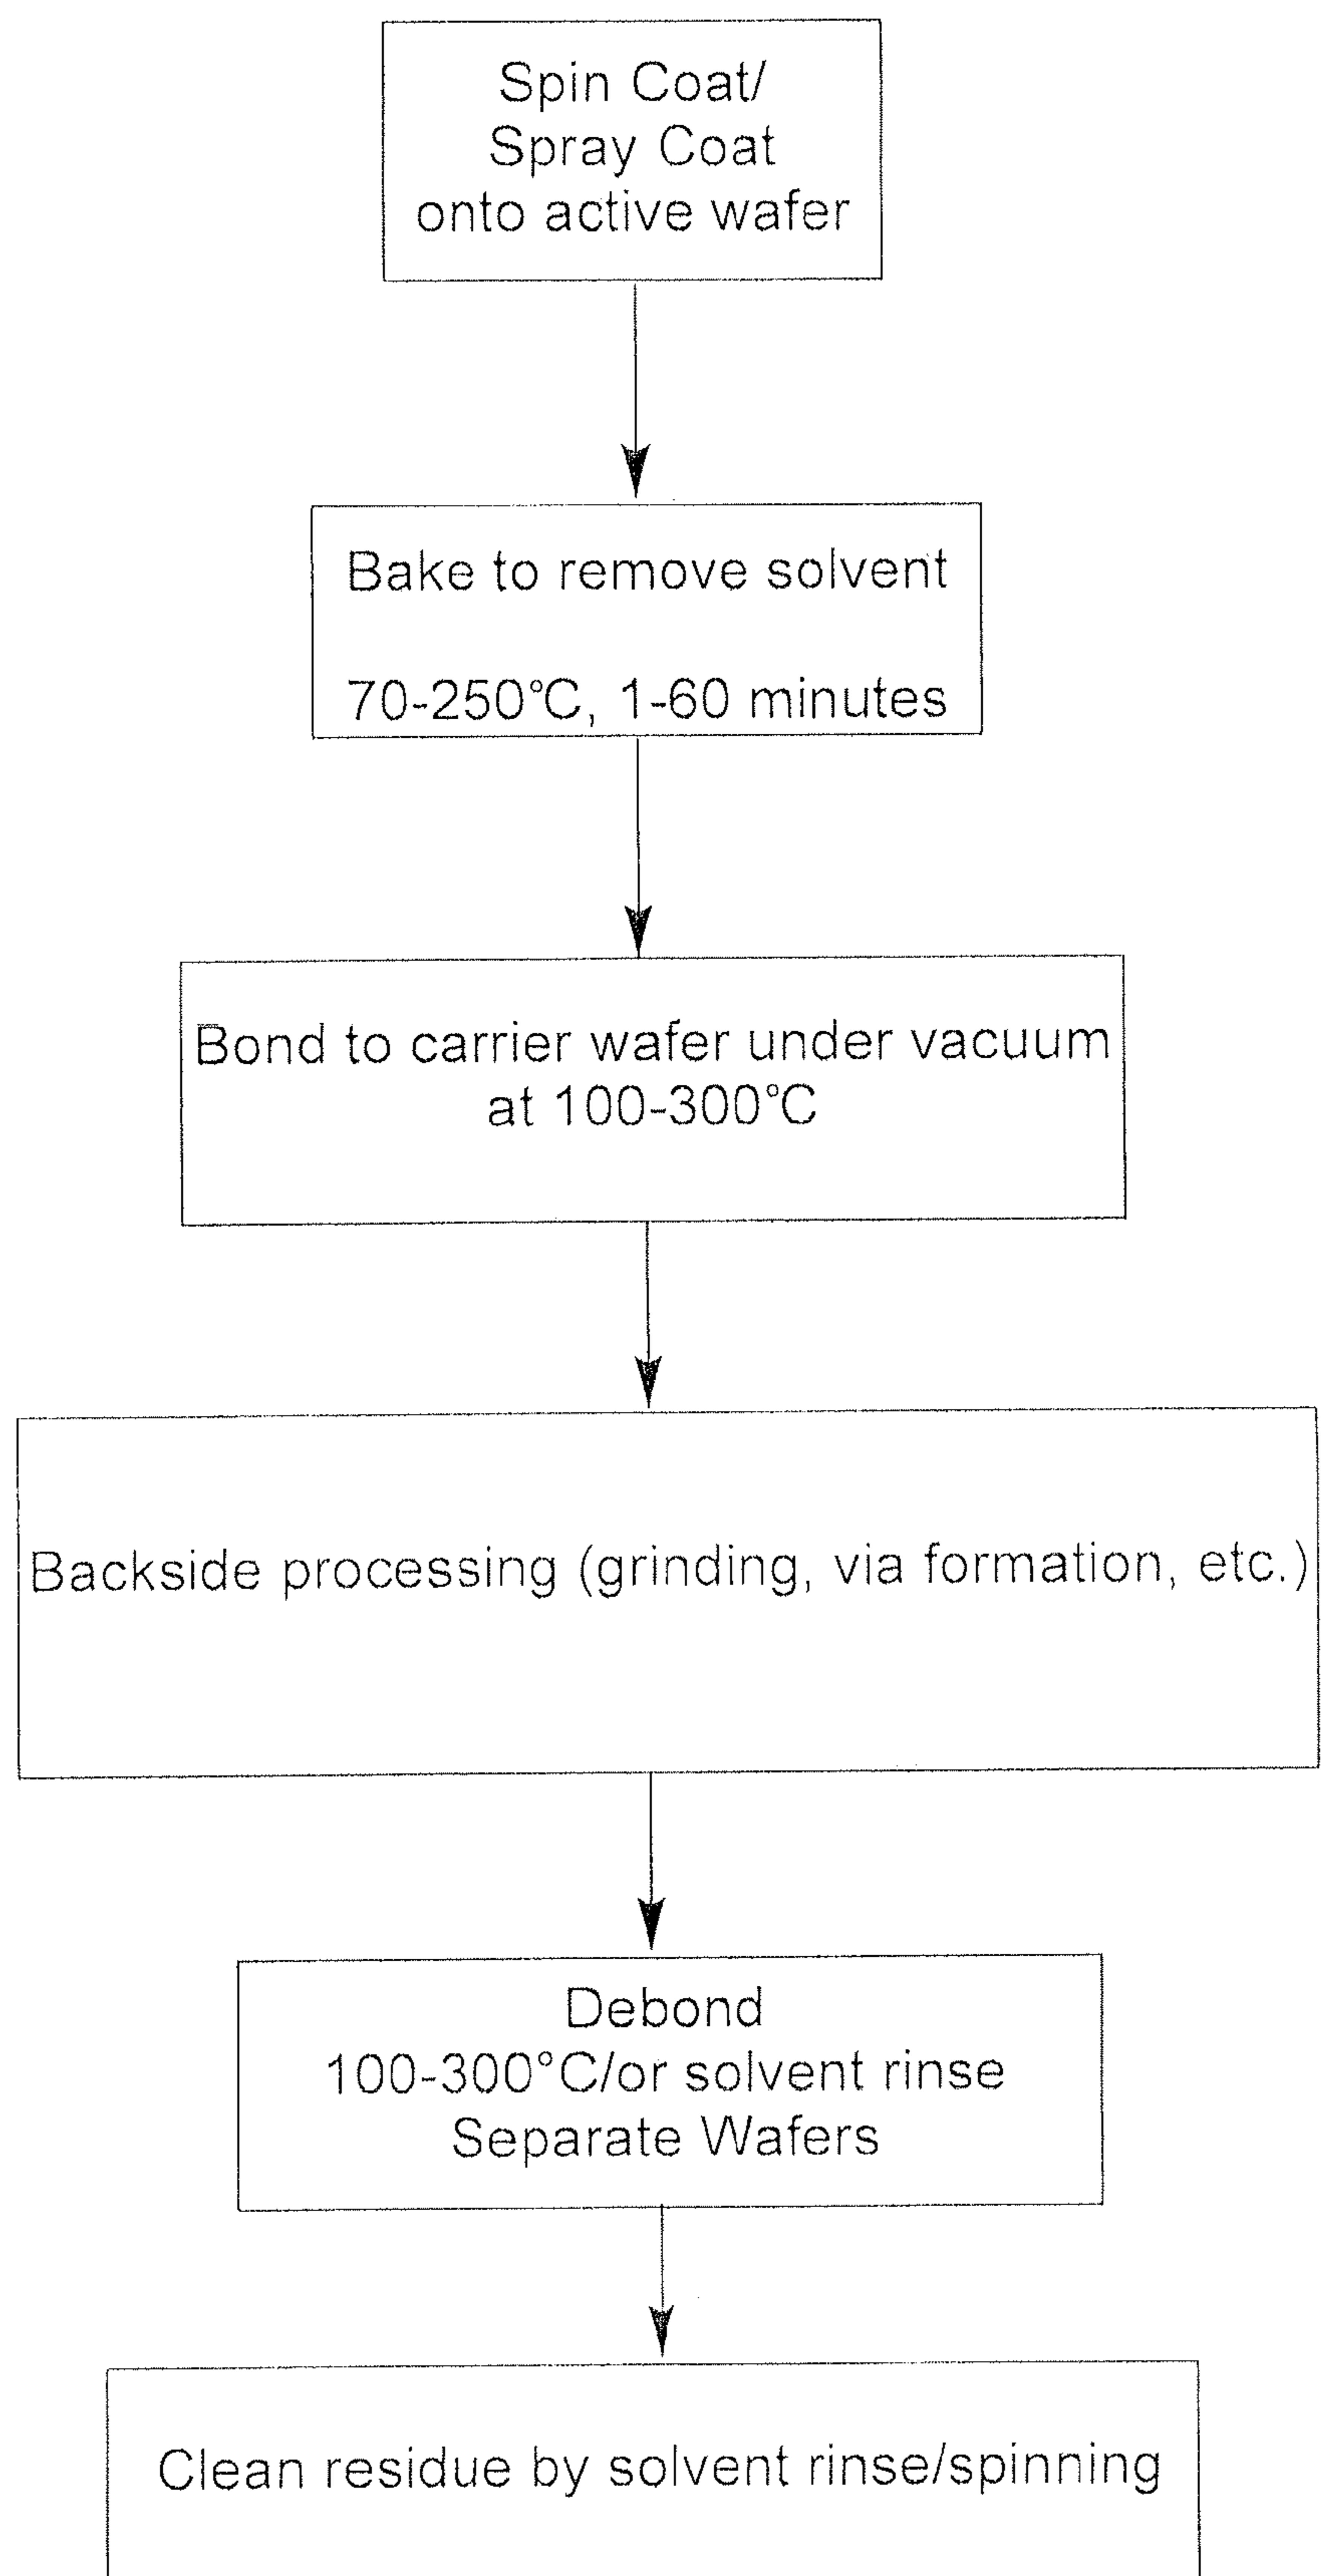 Spin Coat/
Spray Coat
onto active wafer
Bake to remove solvent
70-250°C, 1-60 minutes
Bond to carrier wafer under vacuum
at 100-300°C
Backside processing (grinding, via formation, etc.)
Debond
100-300°C/or solvent rinse
Separate Wafers
Clean residue by solvent rinse/spinning